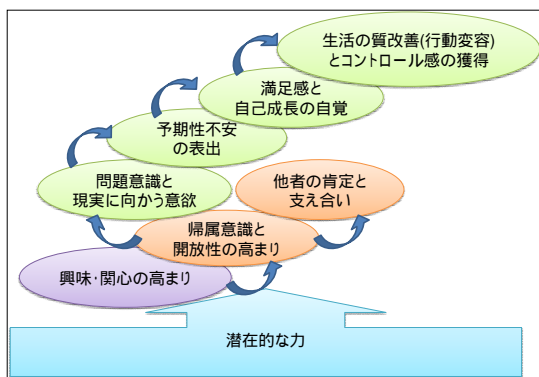 生活の質改善(行動変容)
とコントロール感の獲得
満足感と
自己成長の自覚
予期性不安
の表出
問題意識と
現実に向かう意欲
他者の肯定と
支え合い
帰属意識と
開放性の高まり
興味・関心の高まり
潜在的な力